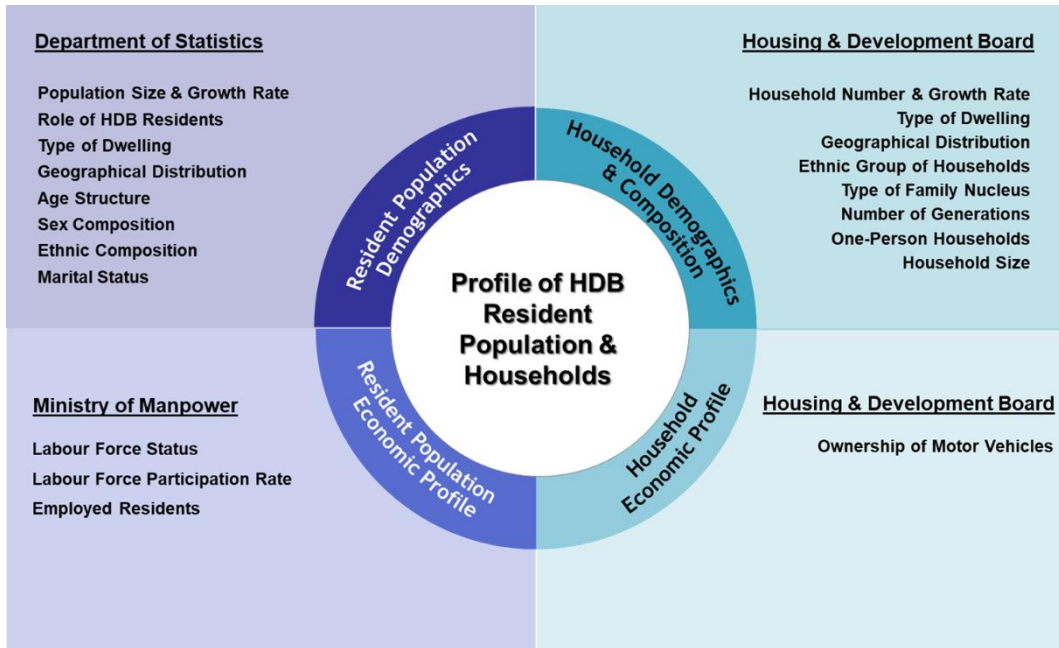 Department of Statistics
Population Size & Growth Rate
Role of HDB Residents
Type of Dwelling
Geographical Distribution
Age Structure
Sex Composition
Ethnic Composition
Marital Status
Housing & Development Board
Household Number & Growth Rate
Type of Dwelling
Geographical Distribution
Ethnic Group of Households
Type of Family Nucleus
Number of Generations
One-Person Households
Household Size
Resident Population
Demographics
Household Demographics
& Composition
Profile of HDB
Resident
Population &
Households
Resident Population
Economic Profile
Household
Economic Profile
Ministry of Manpower
Labour Force Status
Labour Force Participation Rate
Employed Residents
Housing & Development Board
Ownership of Motor Vehicles